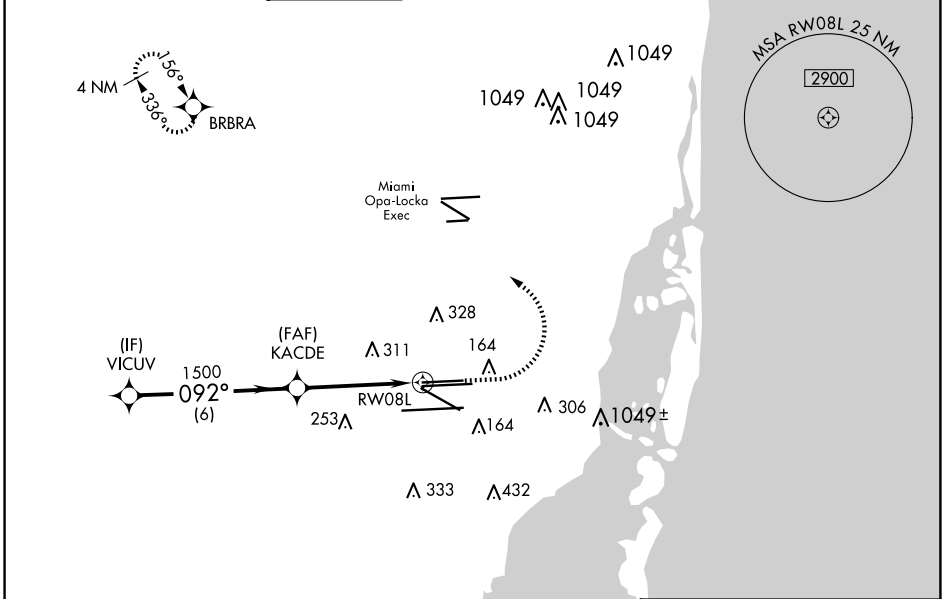 MSA RW08L 25 NM
2900
1049
1049
1049
1049
156°
4 NM
336°
BRBRA
Miami
Opa-Locka
Exec
328
(IF)
VICUV
(FAF)
KACDE
311
164
1500
092°
(6)
RW08L
253
164
306
1049±
333
432